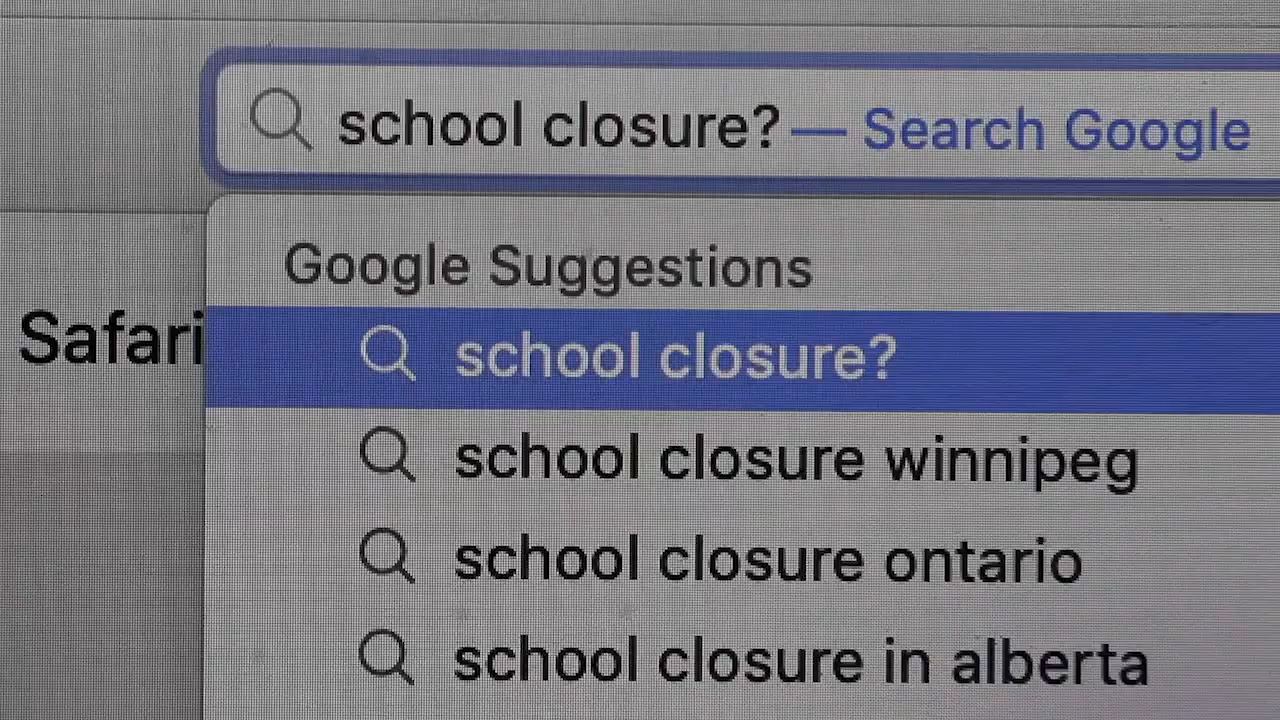 school closure? — Search Google
Google Suggestions
Safari
school closure?
school closure winnipeg
school closure ontario
school closure in alberta